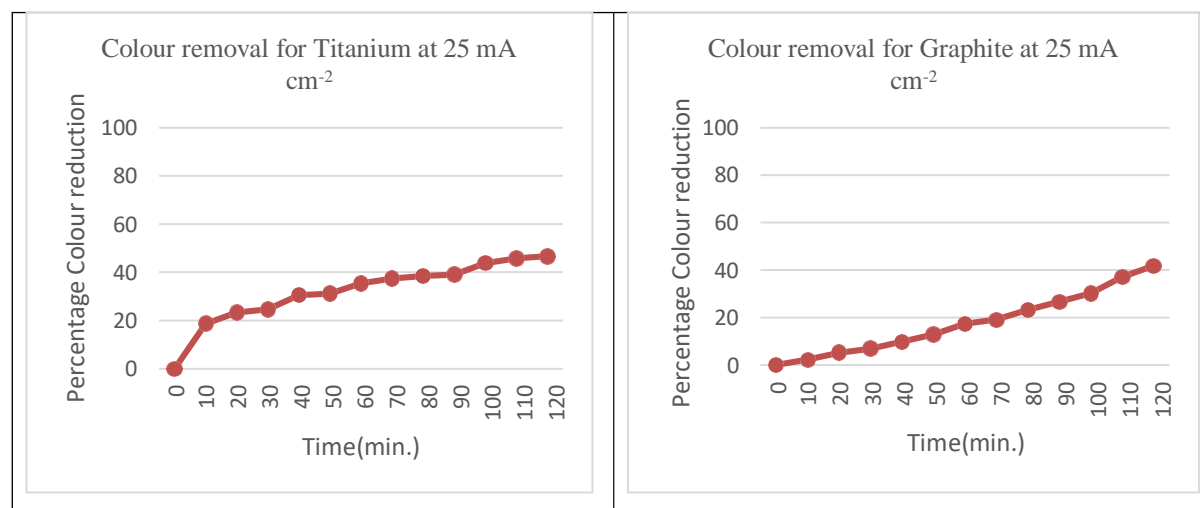 Colour removal for Titanium at 25 mA
cm-2
Percentage Colour reduction
100
80
60
40
20
0
0 10 20 30 40 50 60 70 80 90 100 110 120
Time(min.)
Colour removal for Graphite at 25 mA
cm-2
Percentage Colour reduction
100
80
60
40
20
0
0 10 20 30 40 50 60 70 80 90 100 110 120
Time(min.)